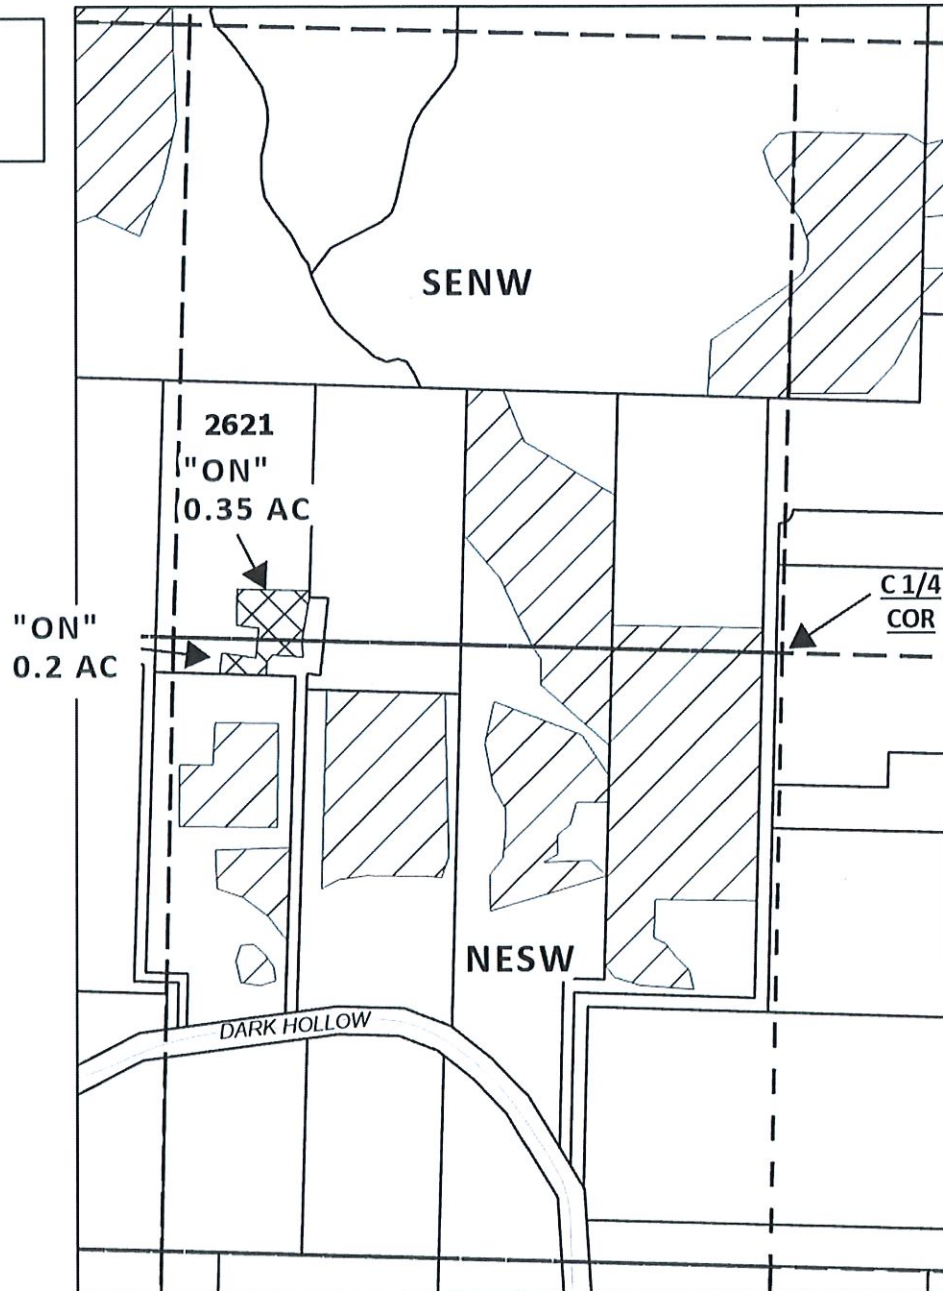 SENW
2621
"ON"
0.35 AC
C 1/4
COR
"ON"
0.2 AC
NESW
DARK HOLLOW